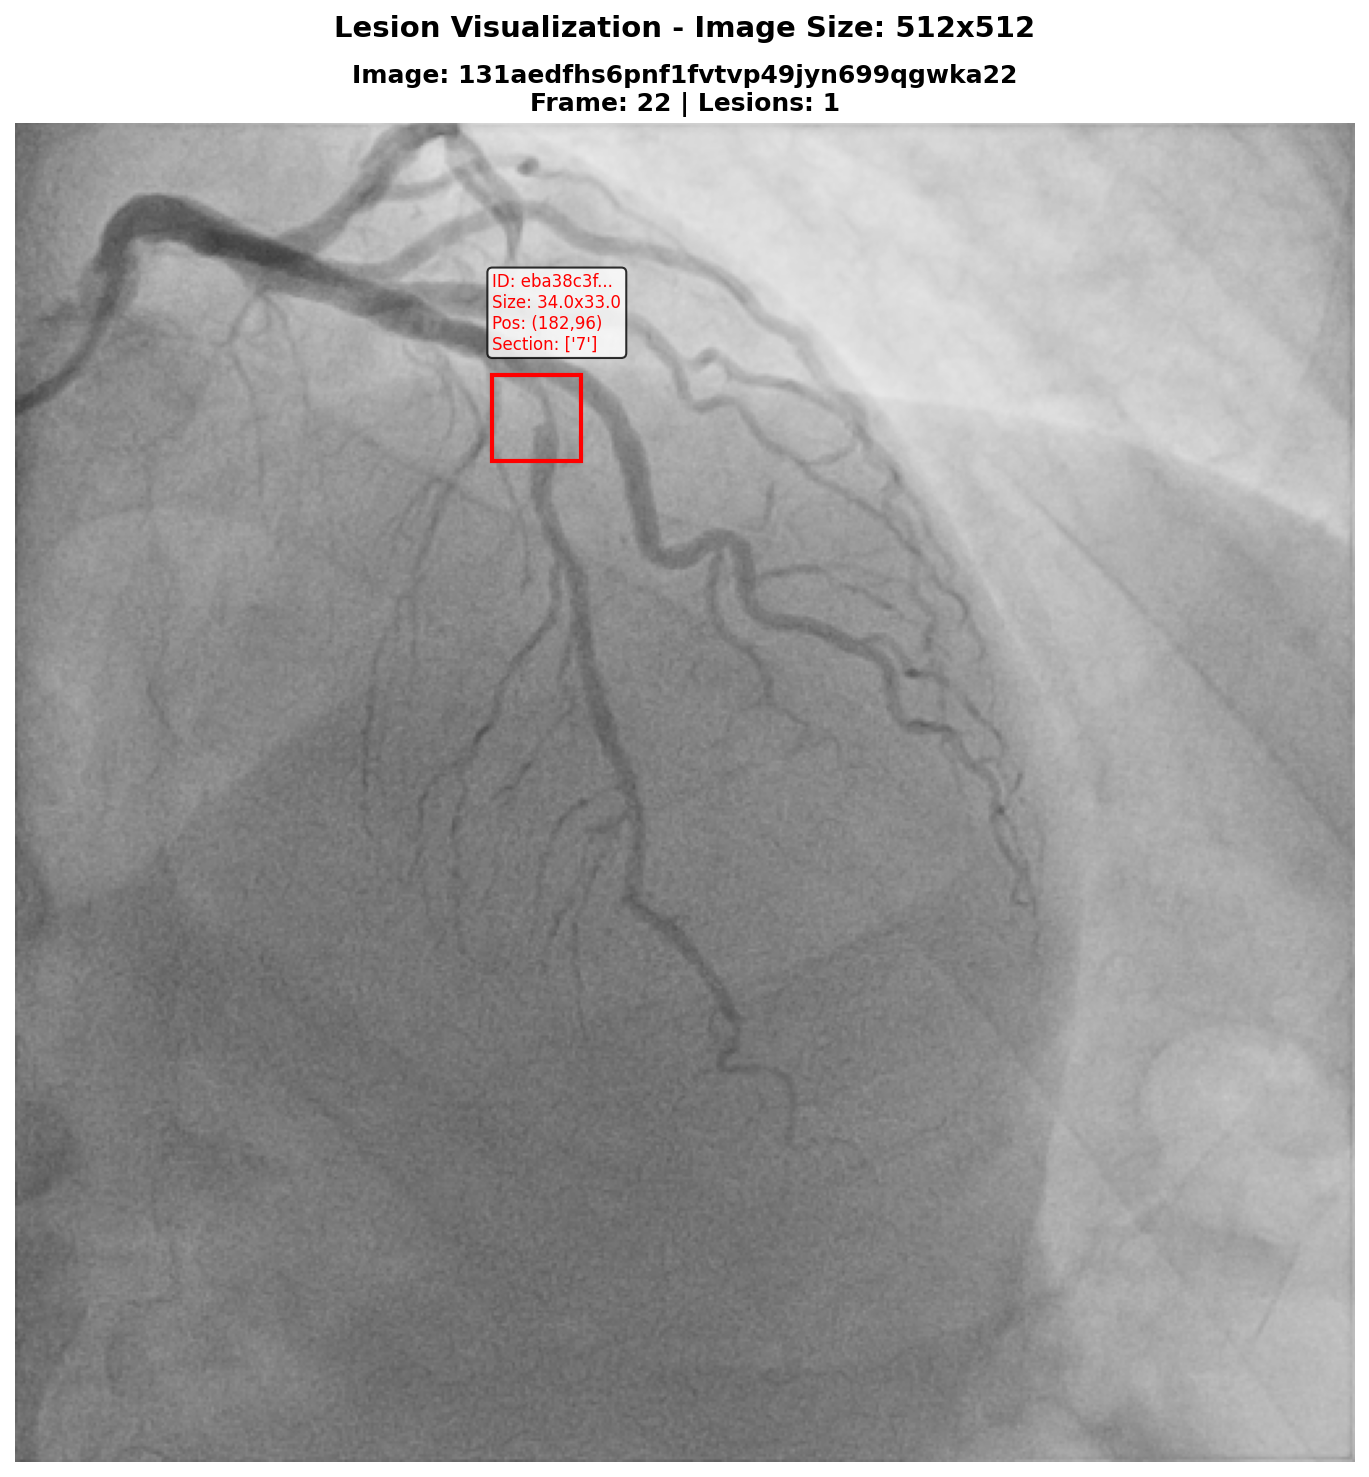 Lesion Visualization - Image Size: 512x512
Image: 131aedfhs6pnf1fvtvp49jyn699qgwka22
Frame: 22 | Lesions: 1
ID: eba38c3f...
Size: 34.0x33.0
Pos: (182,96)
Section: ['7']